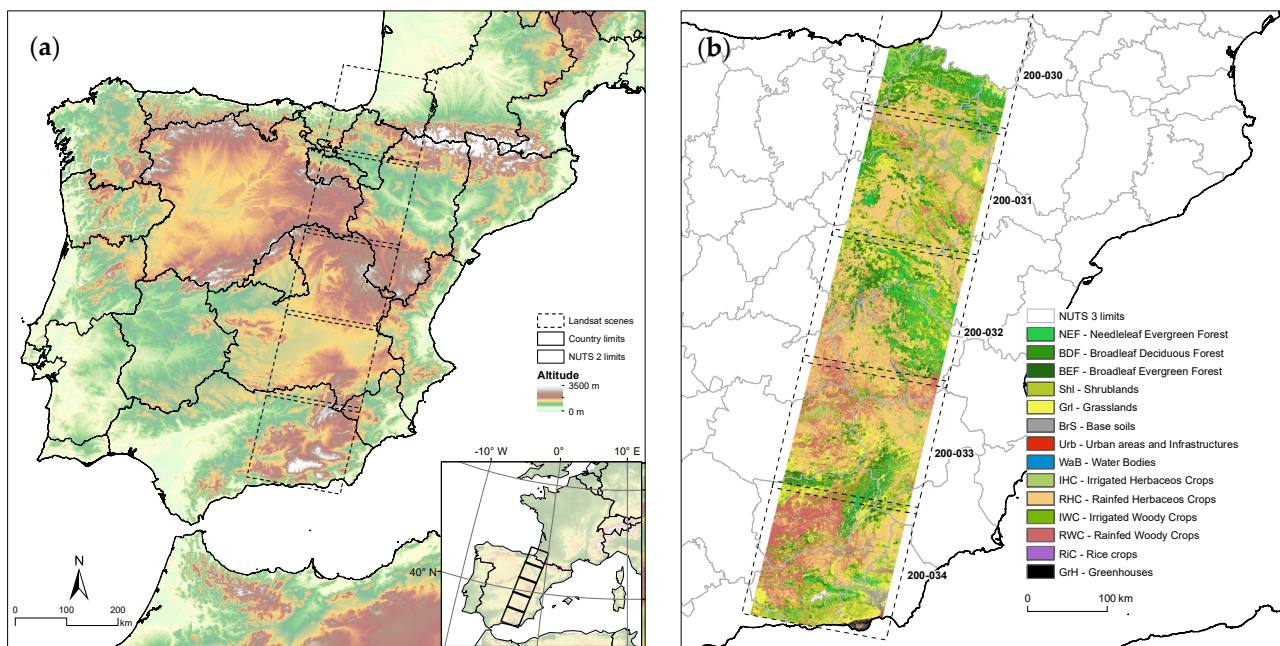 (a)
Landsat scenes
Country limits
NUTS 2 limits
Altitude
3500 m
0 m
N
0 100 200
km
-10° W 0° 10° E
40° N
(b)
200-030
200-031
200-032
200-033
200-034
NUTS 3 limits
NEF - Needleleaf Evergreen Forest
BDF - Broadleaf Deciduous Forest
BEF - Broadleaf Evergreen Forest
Shl - Shrublands
Grl - Grasslands
BrS - Base soils
Urb - Urban areas and Infrastructures
WaB - Water Bodies
IHC - Irrigated Herbaceos Crops
RHC - Rainfed Herbaceos Crops
IWC - Irrigated Woody Crops
RWC - Rainfed Woody Crops
RiC - Rice crops
GrH - Greenhouses
0 100 km